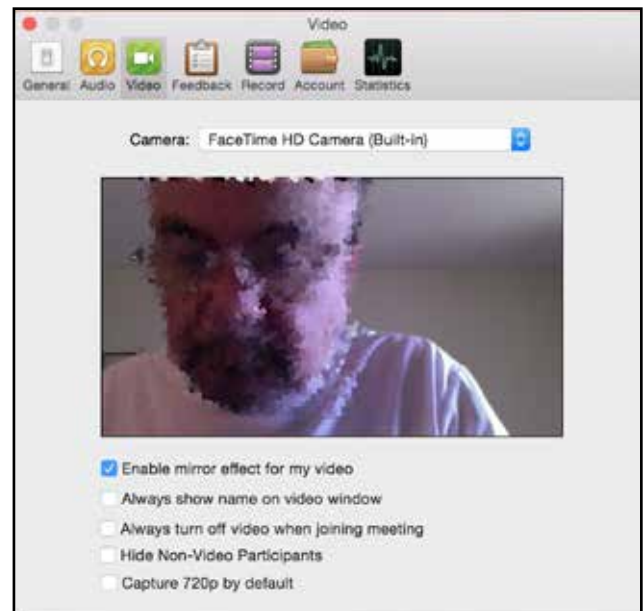 Video
General Audio Video Feedback Record Account Statistics
Camera: FaceTime HD Camera (Built-in)
Enable mirror effect for my video
Always show name on video window
Always turn off video when joining meeting
Hide Non-Video Participants
Capture 720p by default